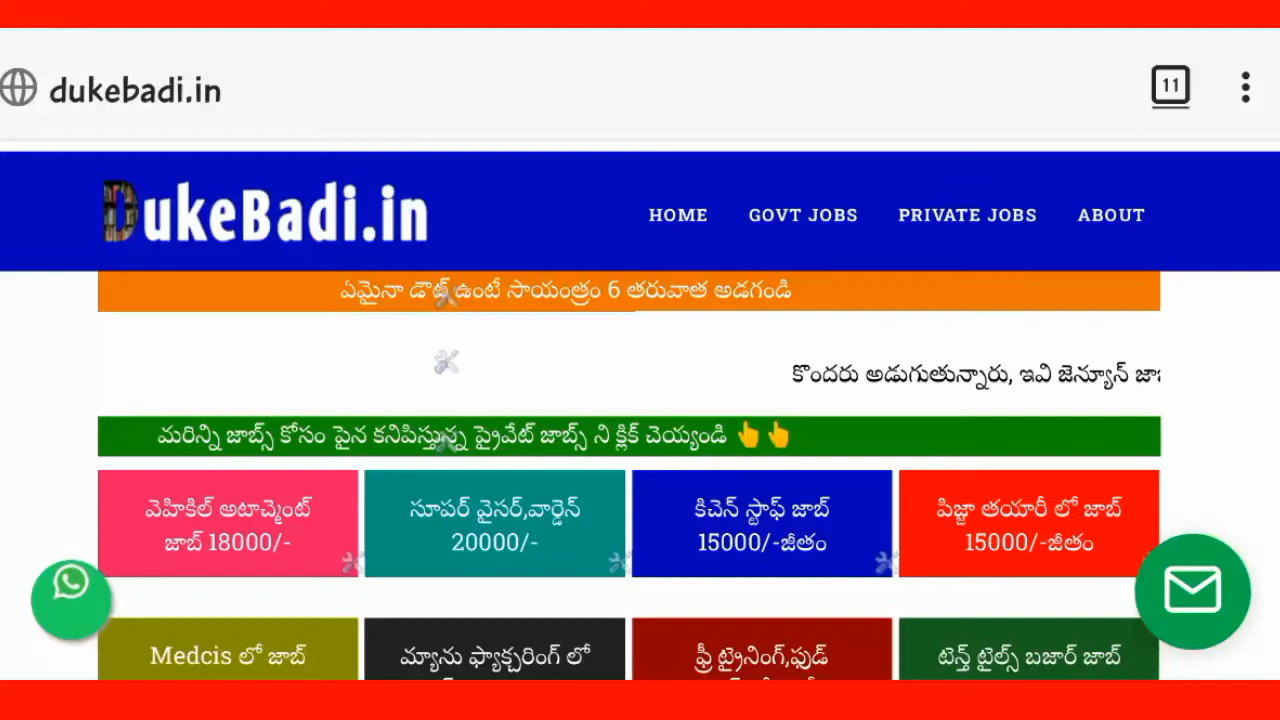 dukebadi.in
11
DukeBadi.in
HOME GOVT JOBS PRIVATE JOBS ABOUT
ఏమైనా డౌట్ ఉంటే సాయంత్రం 6 తరువాత అడగండి
కొందరు అడుగుతున్నారు, ఇవి జెన్యూన్
మరిన్ని జాబ్స్ కోసం పైన కనిపిస్తున్న ప్రైవేట్ జాబ్స్ ని క్లిక్ చెయ్యండి 👆👆
వెహికిల్ అటాచ్మెంట్
జాబ్ 18000/-
సూపర్ వైసర్,వార్డెన్
20000/-
కిచెన్ స్టాఫ్ జాబ్
15000/-జీతం
పిజ్జా తయారీ లో జాబ్
15000/-జీతం
Medcis లో జాబ్
మ్యాను ఫ్యాక్చరింగ్ లో
ఫ్రీ ట్రైనింగ్,ఫుడ్
టెన్త్ టైల్స్ బజార్ జాబ్